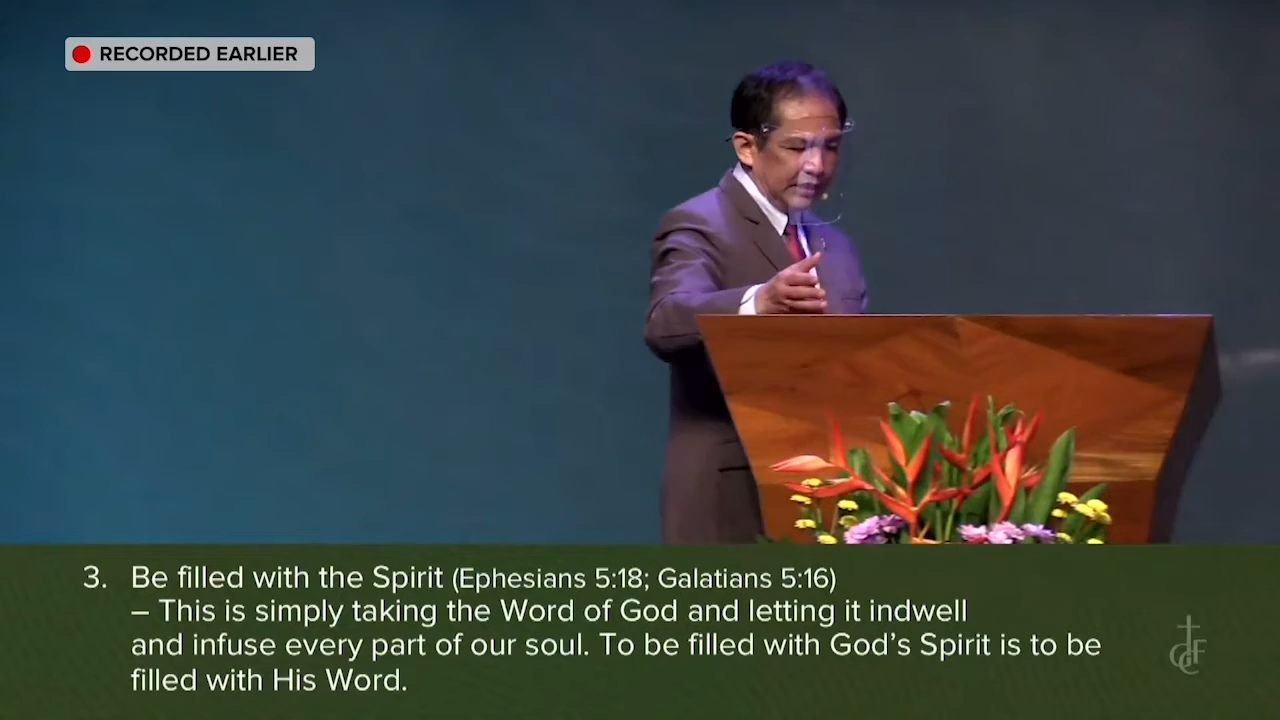 RECORDED EARLIER
3. Be filled with the Spirit (Ephesians 5:18; Galatians 5:16)
– This is simply taking the Word of God and letting it indwell
and infuse every part of our soul. To be filled with God’s Spirit is to be
filled with His Word.